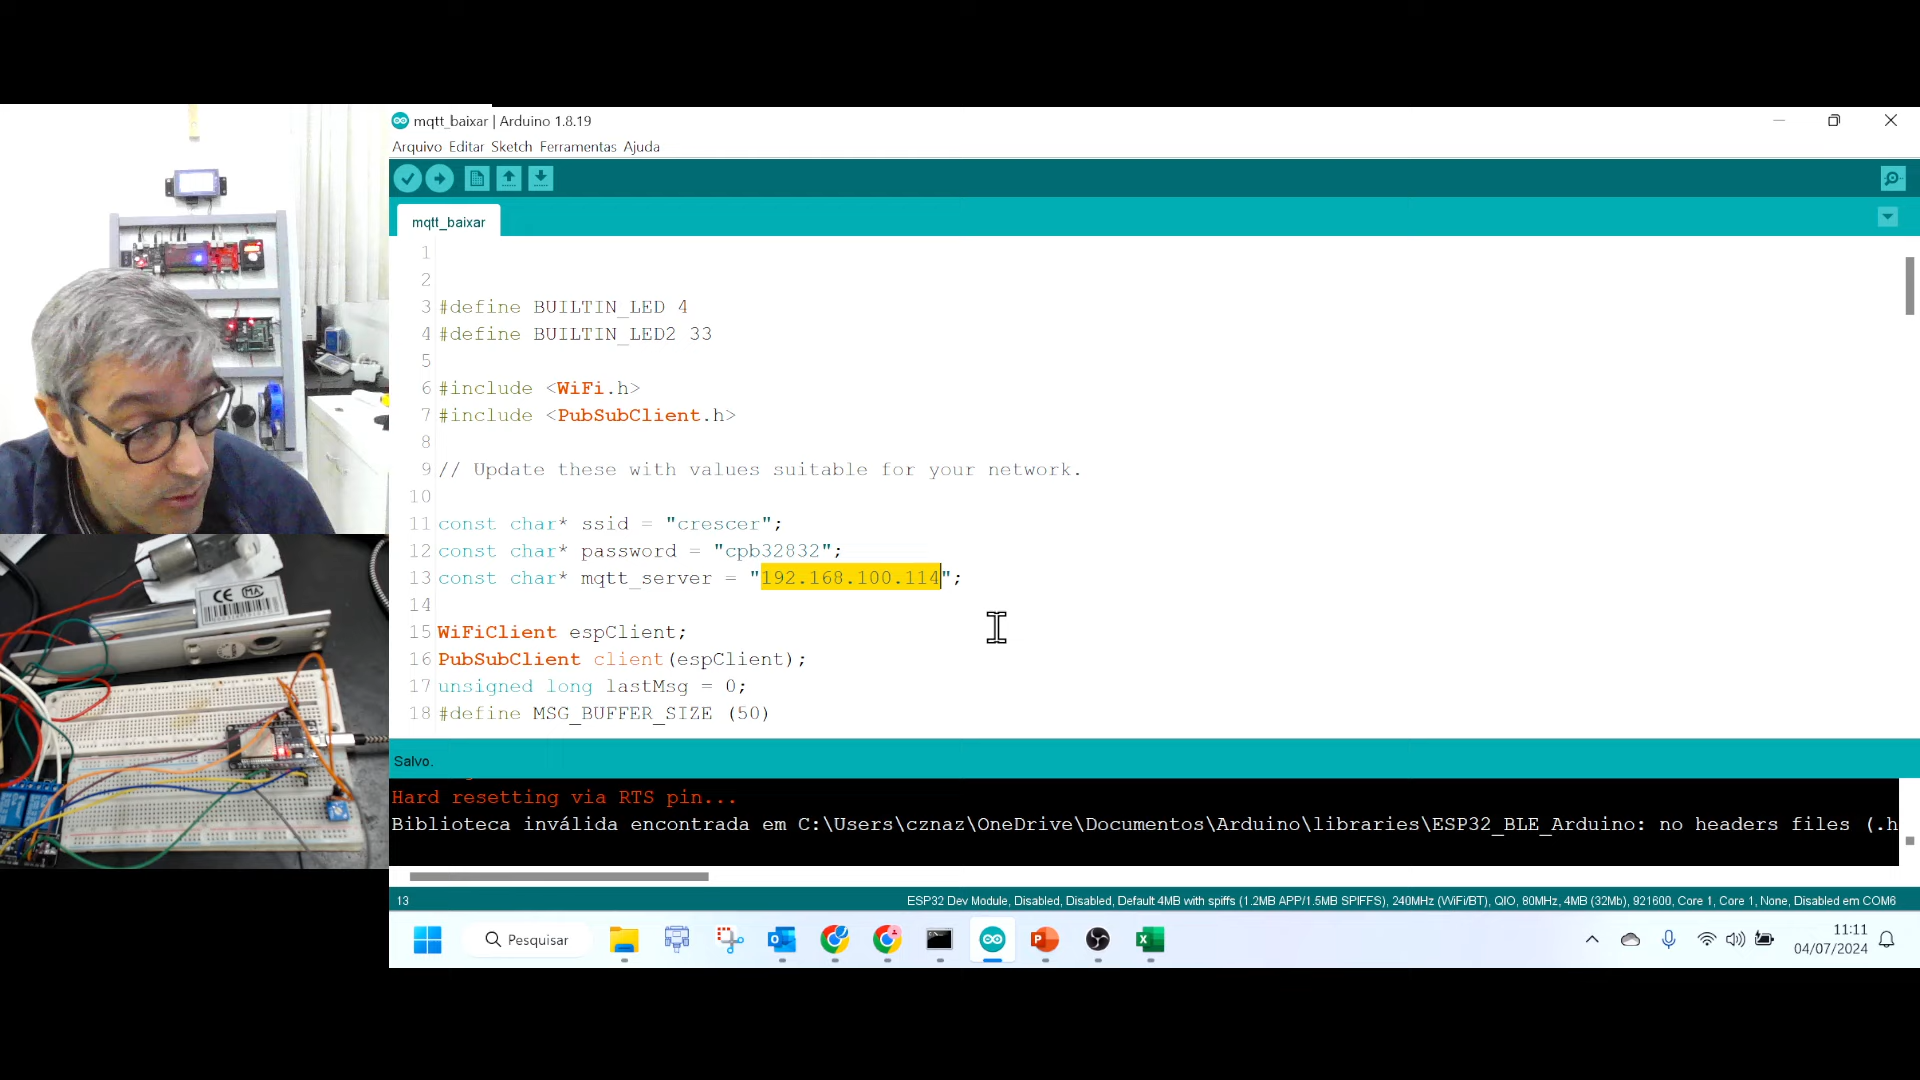 mqtt_baixar | Arduino 1.8.19
Arquivo Editar Sketch Ferramentas Ajuda
mqtt_baixar
1
2
3 #define BUILTIN_LED 4
4 #define BUILTIN_LED2 33
5
6 #include <WiFi.h>
7 #include <PubSubClient.h>
8
9 // Update these with values suitable for your network.
10
11 const char* ssid = "crescer";
12 const char* password = "cpb32832";
13 const char* mqtt_server = "192.168.100.114";
14
15 WiFiClient espClient;
16 PubSubClient client(espClient);
17 unsigned long lastMsg = 0;
18 #define MSG_BUFFER_SIZE (50)
Salvo.
Hard resetting via RTS pin...
Biblioteca inválida encontrada em C:\Users\cznaz\OneDrive\Documentos\Arduino\libraries\ESP32_BLE_Arduino: no headers files (.h
13 ESP32 Dev Module, Disabled, Disabled, Default 4MB with spiffs (1.2MB APP/1.5MB SPIFFS), 240MHz (WiFi/BT), QIO, 80MHz, 4MB (32Mb), 921600, Core 1, Core 1, None, Disabled em COM6
Pesquisar
11:11
04/07/2024
CE